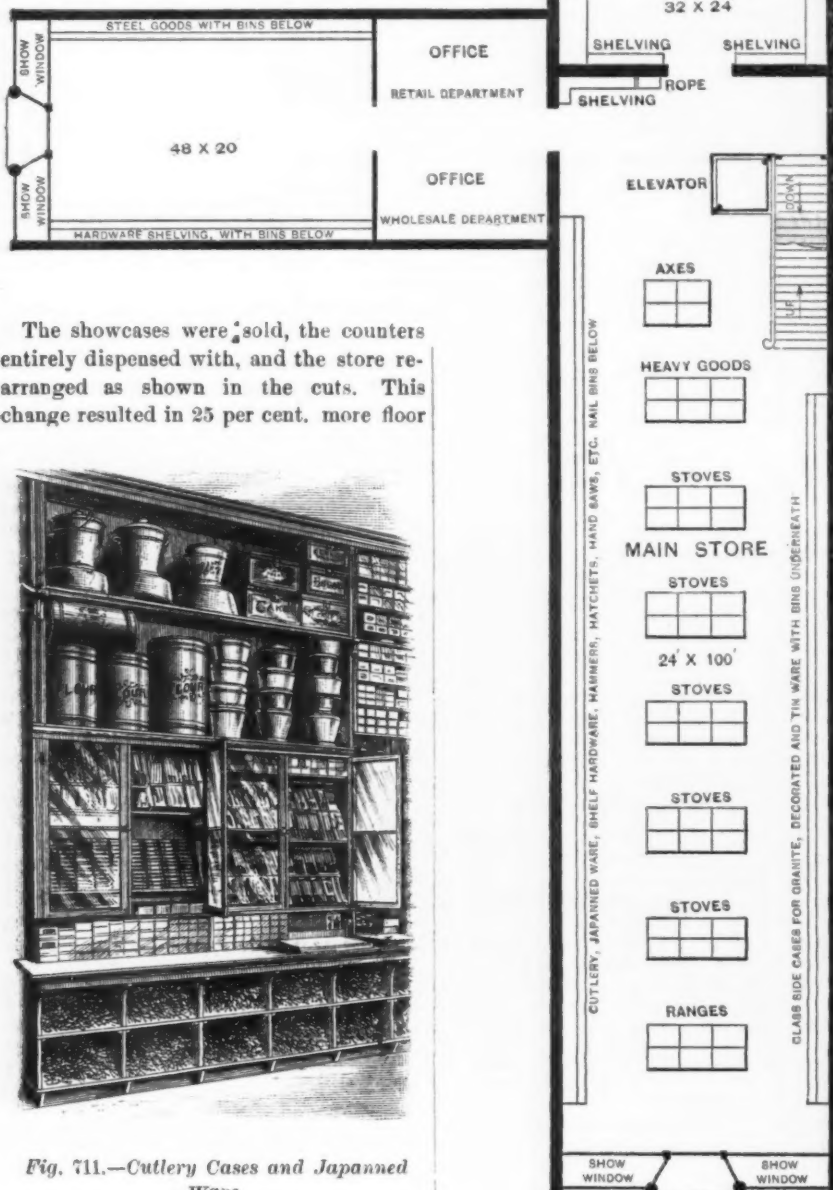 STEEL GOODS WITH BINS BELOW
SHOW
WINDOW
OFFICE
RETAIL DEPARTMENT
48 X 20
OFFICE
WHOLESALE DEPARTMENT
SHOW
WINDOW
HARDWARE SHELVING, WITH BINS BELOW
32 X 24
SHELVING
SHELVING
ROPE
SHELVING
ELEVATOR
DOWN
UP
AXES
HEAVY GOODS
STOVES
MAIN STORE
STOVES
24' X 100'
STOVES
STOVES
STOVES
RANGES
CUTLERY, JAPANNED WARE, SHELF HARDWARE, HAMMERS, HATCHETS, HAND SAWS, ETC. NAIL BINS BELOW
GLASS SIDE CASES FOR GRANITE, DECORATED AND TIN WARE WITH BINS UNDERNEATH
SHOW
WINDOW
SHOW
WINDOW
The showcases were sold, the counters
entirely dispensed with, and the store re-
arranged as shown in the cuts. This
change resulted in 25 per cent. more floor
FLOUR
Fig. 711.—Cutlery Cases and Japanned